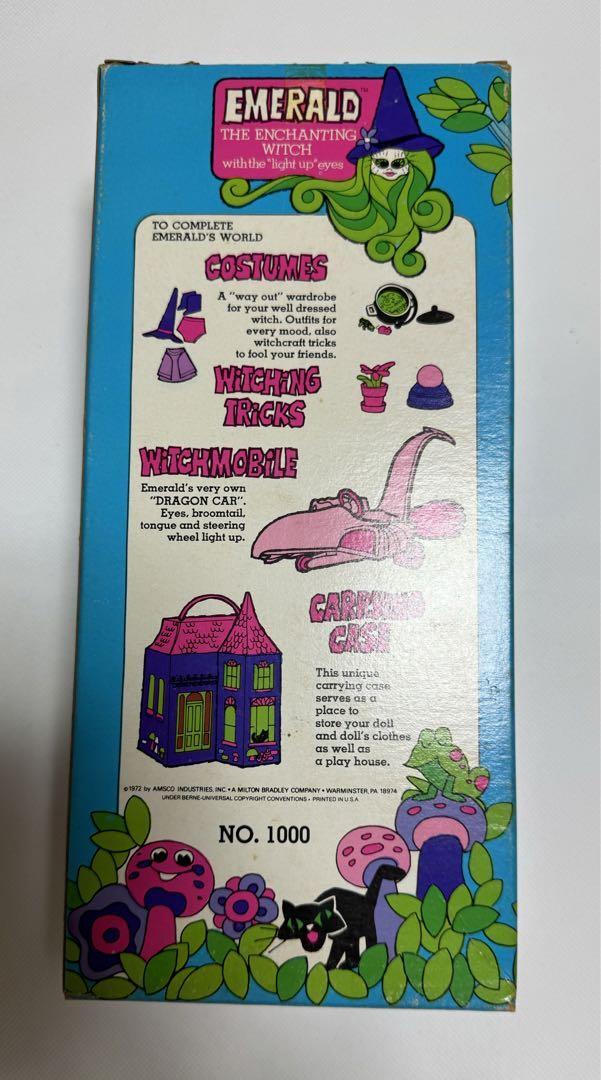 EMERALD™
THE ENCHANTING
WITCH
with the "light up" eyes
TO COMPLETE
EMERALD'S WORLD
COSTUMES
A "way out" wardrobe
for your well dressed
witch. Outfits for
every mood, also
witchcraft tricks
to fool your friends.
WITCHING
TRICKS
WITCHMOBILE
Emerald's very own
"DRAGON CAR".
Eyes, broomtail,
tongue and steering
wheel light up.
CARRYING
CASE
This unique
carrying case
serves as a
place to
store your doll
and doll's clothes
as well as
a play house.
© 1972 by AMSCO INDUSTRIES, INC. • A MILTON BRADLEY COMPANY • WARMINSTER, PA 18974
UNDER BERNE-UNIVERSAL COPYRIGHT CONVENTIONS • PRINTED IN U.S.A
NO. 1000